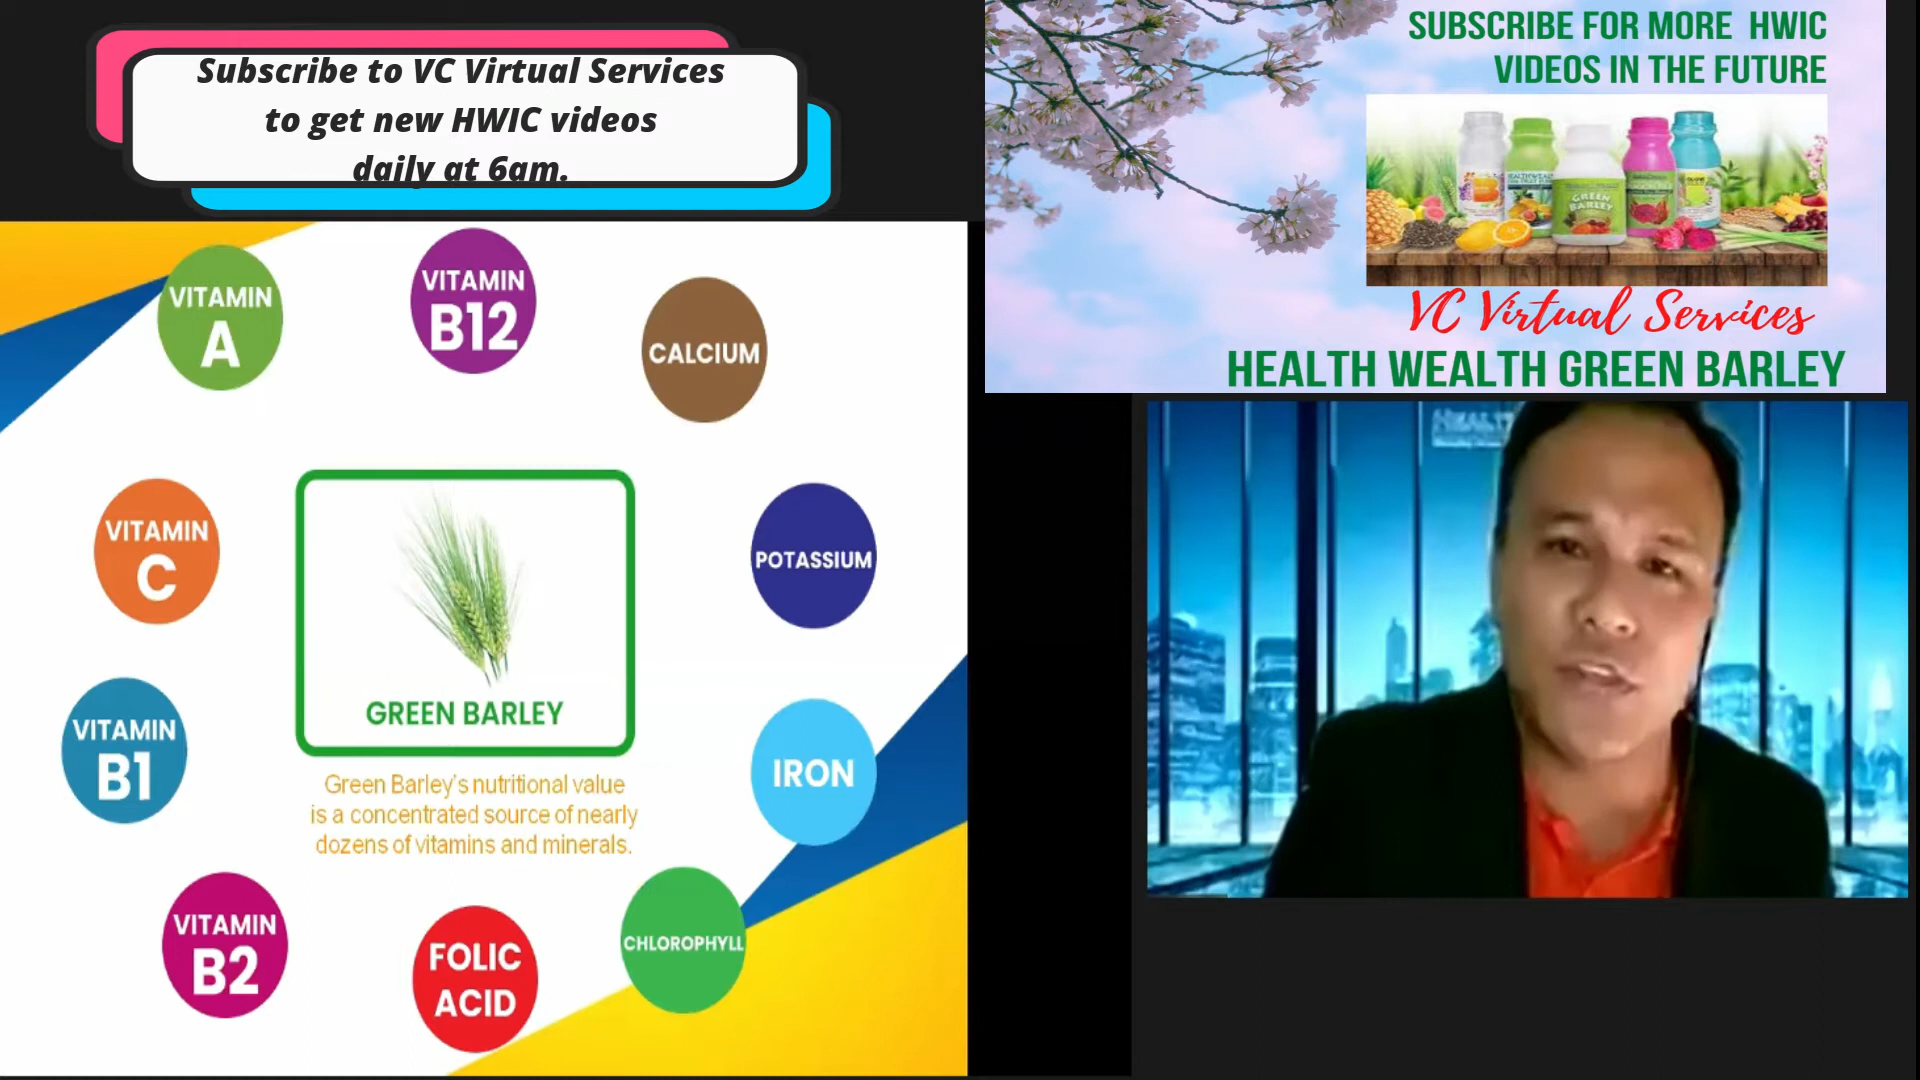 Subscribe to VC Virtual Services
to get new HWIC videos
daily at 6am.
SUBSCRIBE FOR MORE HWIC
VIDEOS IN THE FUTURE
GREEN
BARLEY
VC Virtual Services
HEALTH WEALTH GREEN BARLEY
VITAMIN
A
VITAMIN
B12
CALCIUM
VITAMIN
C
POTASSIUM
VITAMIN
B1
IRON
VITAMIN
B2
FOLIC
ACID
CHLOROPHYLL
GREEN BARLEY
Green Barley's nutritional value
is a concentrated source of nearly
dozens of vitamins and minerals.
HEALTH